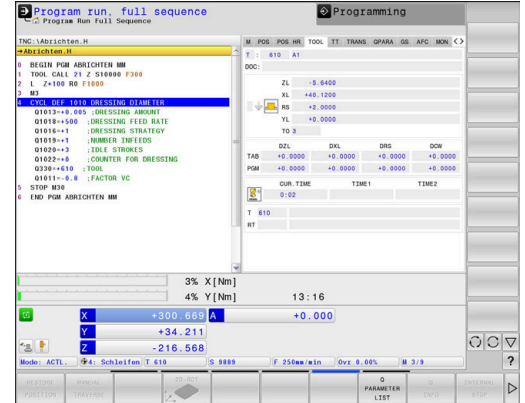 Program run, full sequence
Program Run Full Sequence
Programming
TNC:\Abrichten.H
→Abrichten.H
0 BEGIN PGM ABRICHTEN MM
1 TOOL CALL 21 Z S10000 F300
2 L Z+100 R0 F1000
3 M3
4 CYCL DEF 1010 DRESSING DIAMETER
Q1013=+0.005 ;DRESSING AMOUNT
Q1018=+500 ;DRESSING FEED RATE
Q1016=+1 ;DRESSING STRATEGY
Q1019=+1 ;NUMBER INFEEDS
Q1020=+3 ;IDLE STROKES
Q1022=+0 ;COUNTER FOR DRESSING
Q330=+610 ;TOOL
Q1011=-0.8 ;FACTOR VC
5 STOP M30
6 END PGM ABRICHTEN MM
M POS POS HR TOOL TT TRANS QPARA GS AFC MON <>
T : 610 A1
DOC:
ZL -5.6400
XL +40.1200
RS +2.0000
YL +0.0000
TO 3
DZL DXL DRS DCW
TAB +0.0000 +0.0000 +0.0000 +0.0000
PGM +0.0000 +0.0000 +0.0000 +0.0000
CUR.TIME TIME1 TIME2
0:02
T 610
RT
3% X[Nm]
4% Y[Nm] 13:16
X +300.669 A +0.000
Y +34.211
Z -216.568
Mode: ACTL. 4: Schleifen T 610 S 9889 F 250mm/min Ovr 0.00% M 3/9
?
RESTORE POSITION
MANUAL TRAVERSE
3D ROT
Q PARAMETER LIST
Q INFO
INTERNAL STOP